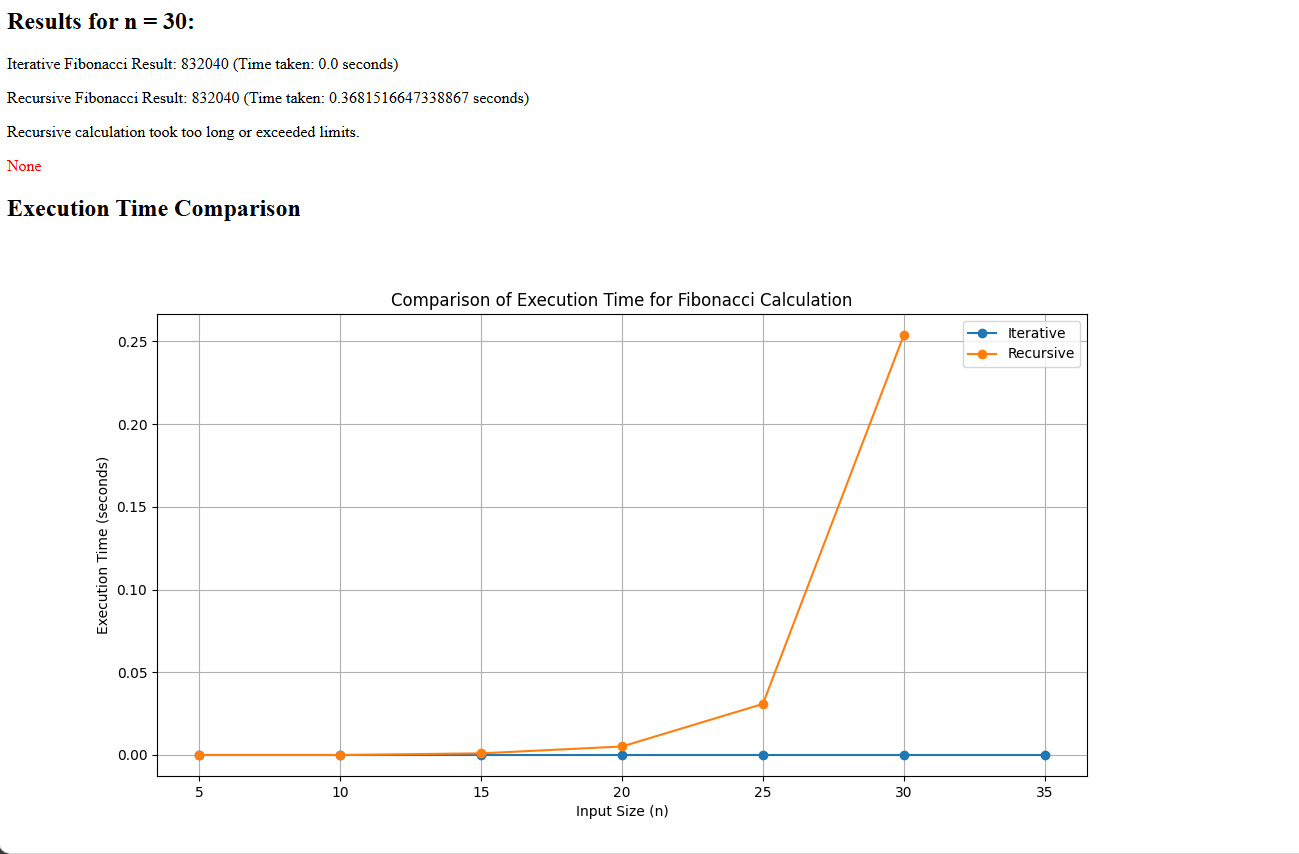 Results for n = 30:
Iterative Fibonacci Result: 832040 (Time taken: 0.0 seconds)
Recursive Fibonacci Result: 832040 (Time taken: 0.3681516647338867 seconds)
Recursive calculation took too long or exceeded limits.
None
Execution Time Comparison
Comparison of Execution Time for Fibonacci Calculation
Iterative
Recursive
0.25
0.20
0.15
0.10
0.05
0.00
Execution Time (seconds)
5 10 15 20 25 30 35
Input Size (n)